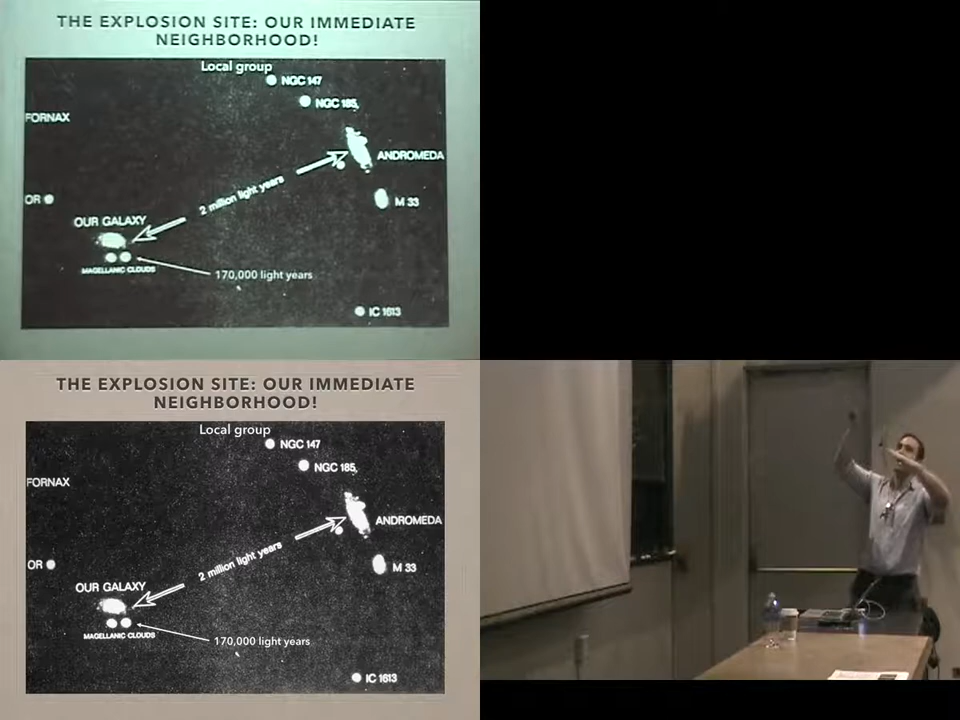 THE EXPLOSION SITE: OUR IMMEDIATE
NEIGHBORHOOD!
Local group
NGC 147
NGC 185,
FORNAX
ANDROMEDA
2 million light years
OR
M 33
OUR GALAXY
MAGELLANIC CLOUDS
170,000 light years
IC 1613
THE EXPLOSION SITE: OUR IMMEDIATE
NEIGHBORHOOD!
Local group
NGC 147
NGC 185,
FORNAX
ANDROMEDA
2 million light years
OR
M 33
OUR GALAXY
MAGELLANIC CLOUDS
170,000 light years
IC 1613